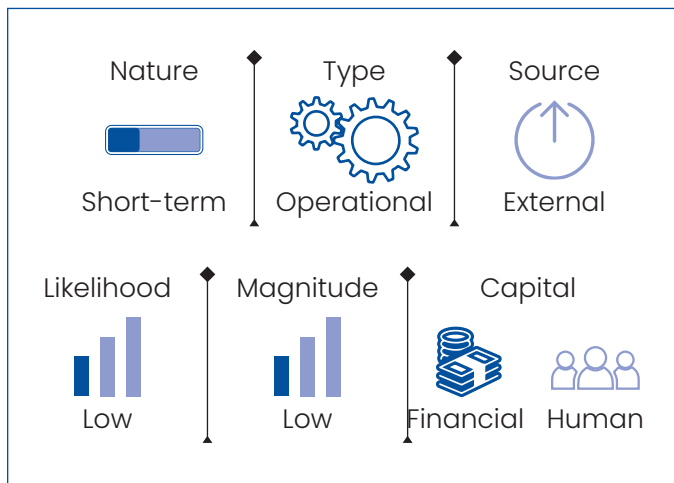 Nature
Type
Source
Short-term
Operational
External
Likelihood
Magnitude
Capital
Low
Low
Financial
Human